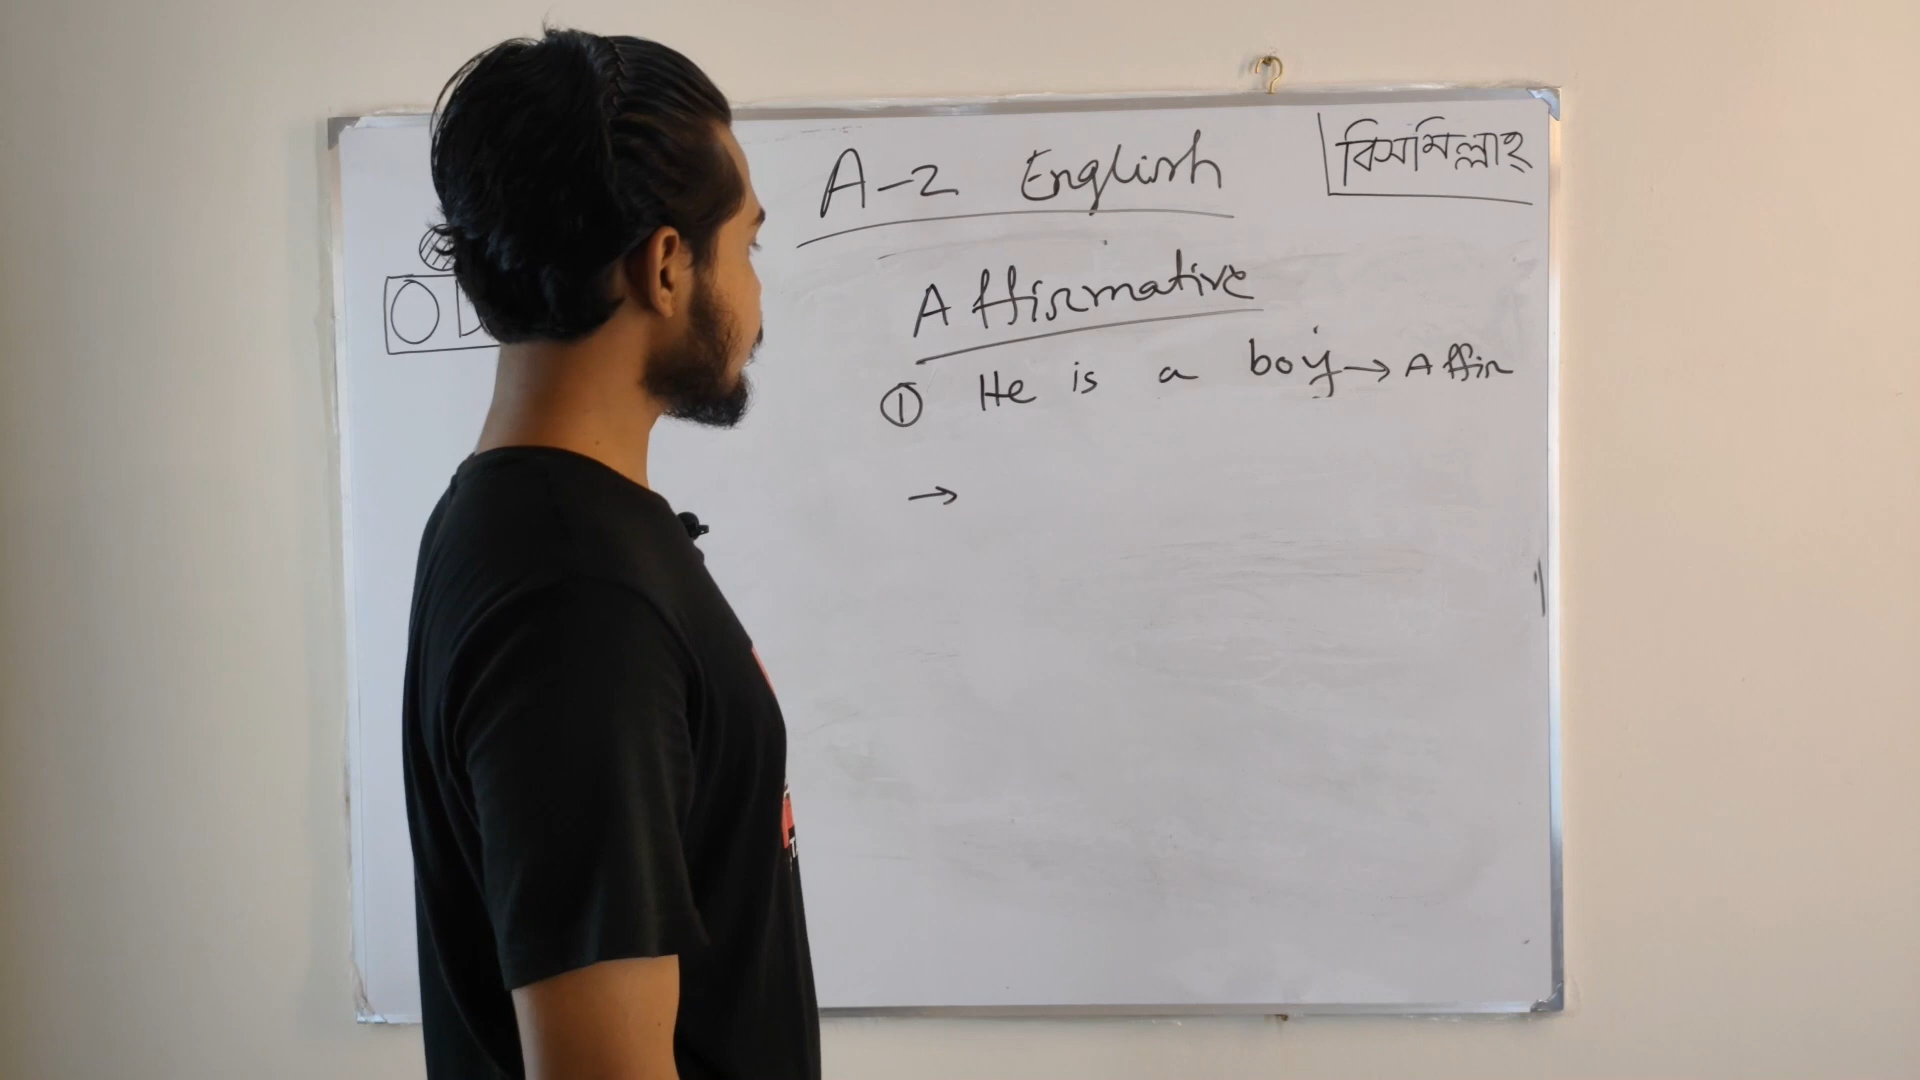 A-Z English
বিসমিল্লাহ্
Affirmative
① He is a boy → Affir
→